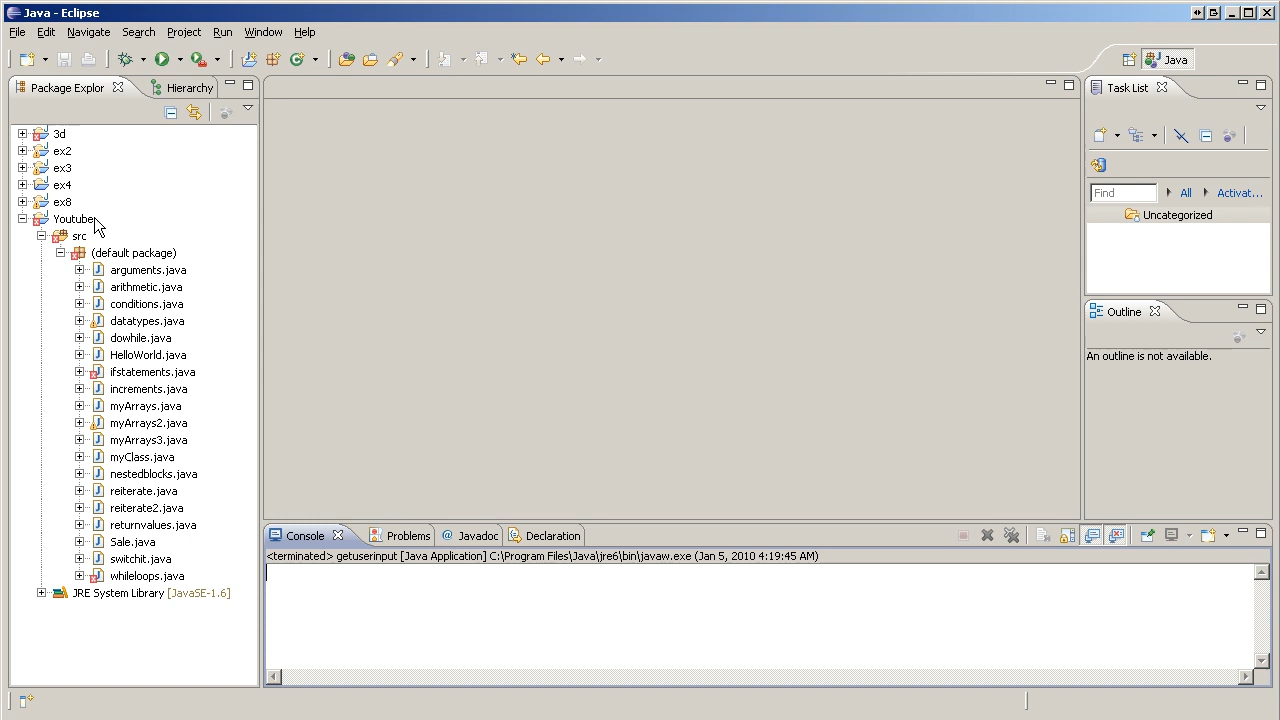 Java - Eclipse
File Edit Navigate Search Project Run Window Help
Java
Package Explor
Hierarchy
Task List
3d
ex2
ex3
ex4
ex8
Youtube
src
(default package)
arguments.java
arithmetic.java
conditions.java
datatypes.java
dowhile.java
HelloWorld.java
ifstatements.java
increments.java
myArrays.java
myArrays2.java
myArrays3.java
myClass.java
nestedblocks.java
reiterate.java
reiterate2.java
returnvalues.java
Sale.java
switchit.java
whileloops.java
JRE System Library [JavaSE-1.6]
Find All Activat...
Uncategorized
Outline
An outline is not available.
Console Problems @ Javadoc Declaration
<terminated> getuserinput [Java Application] C:\Program Files\Java\jre6\bin\javaw.exe (Jan 5, 2010 4:19:45 AM)